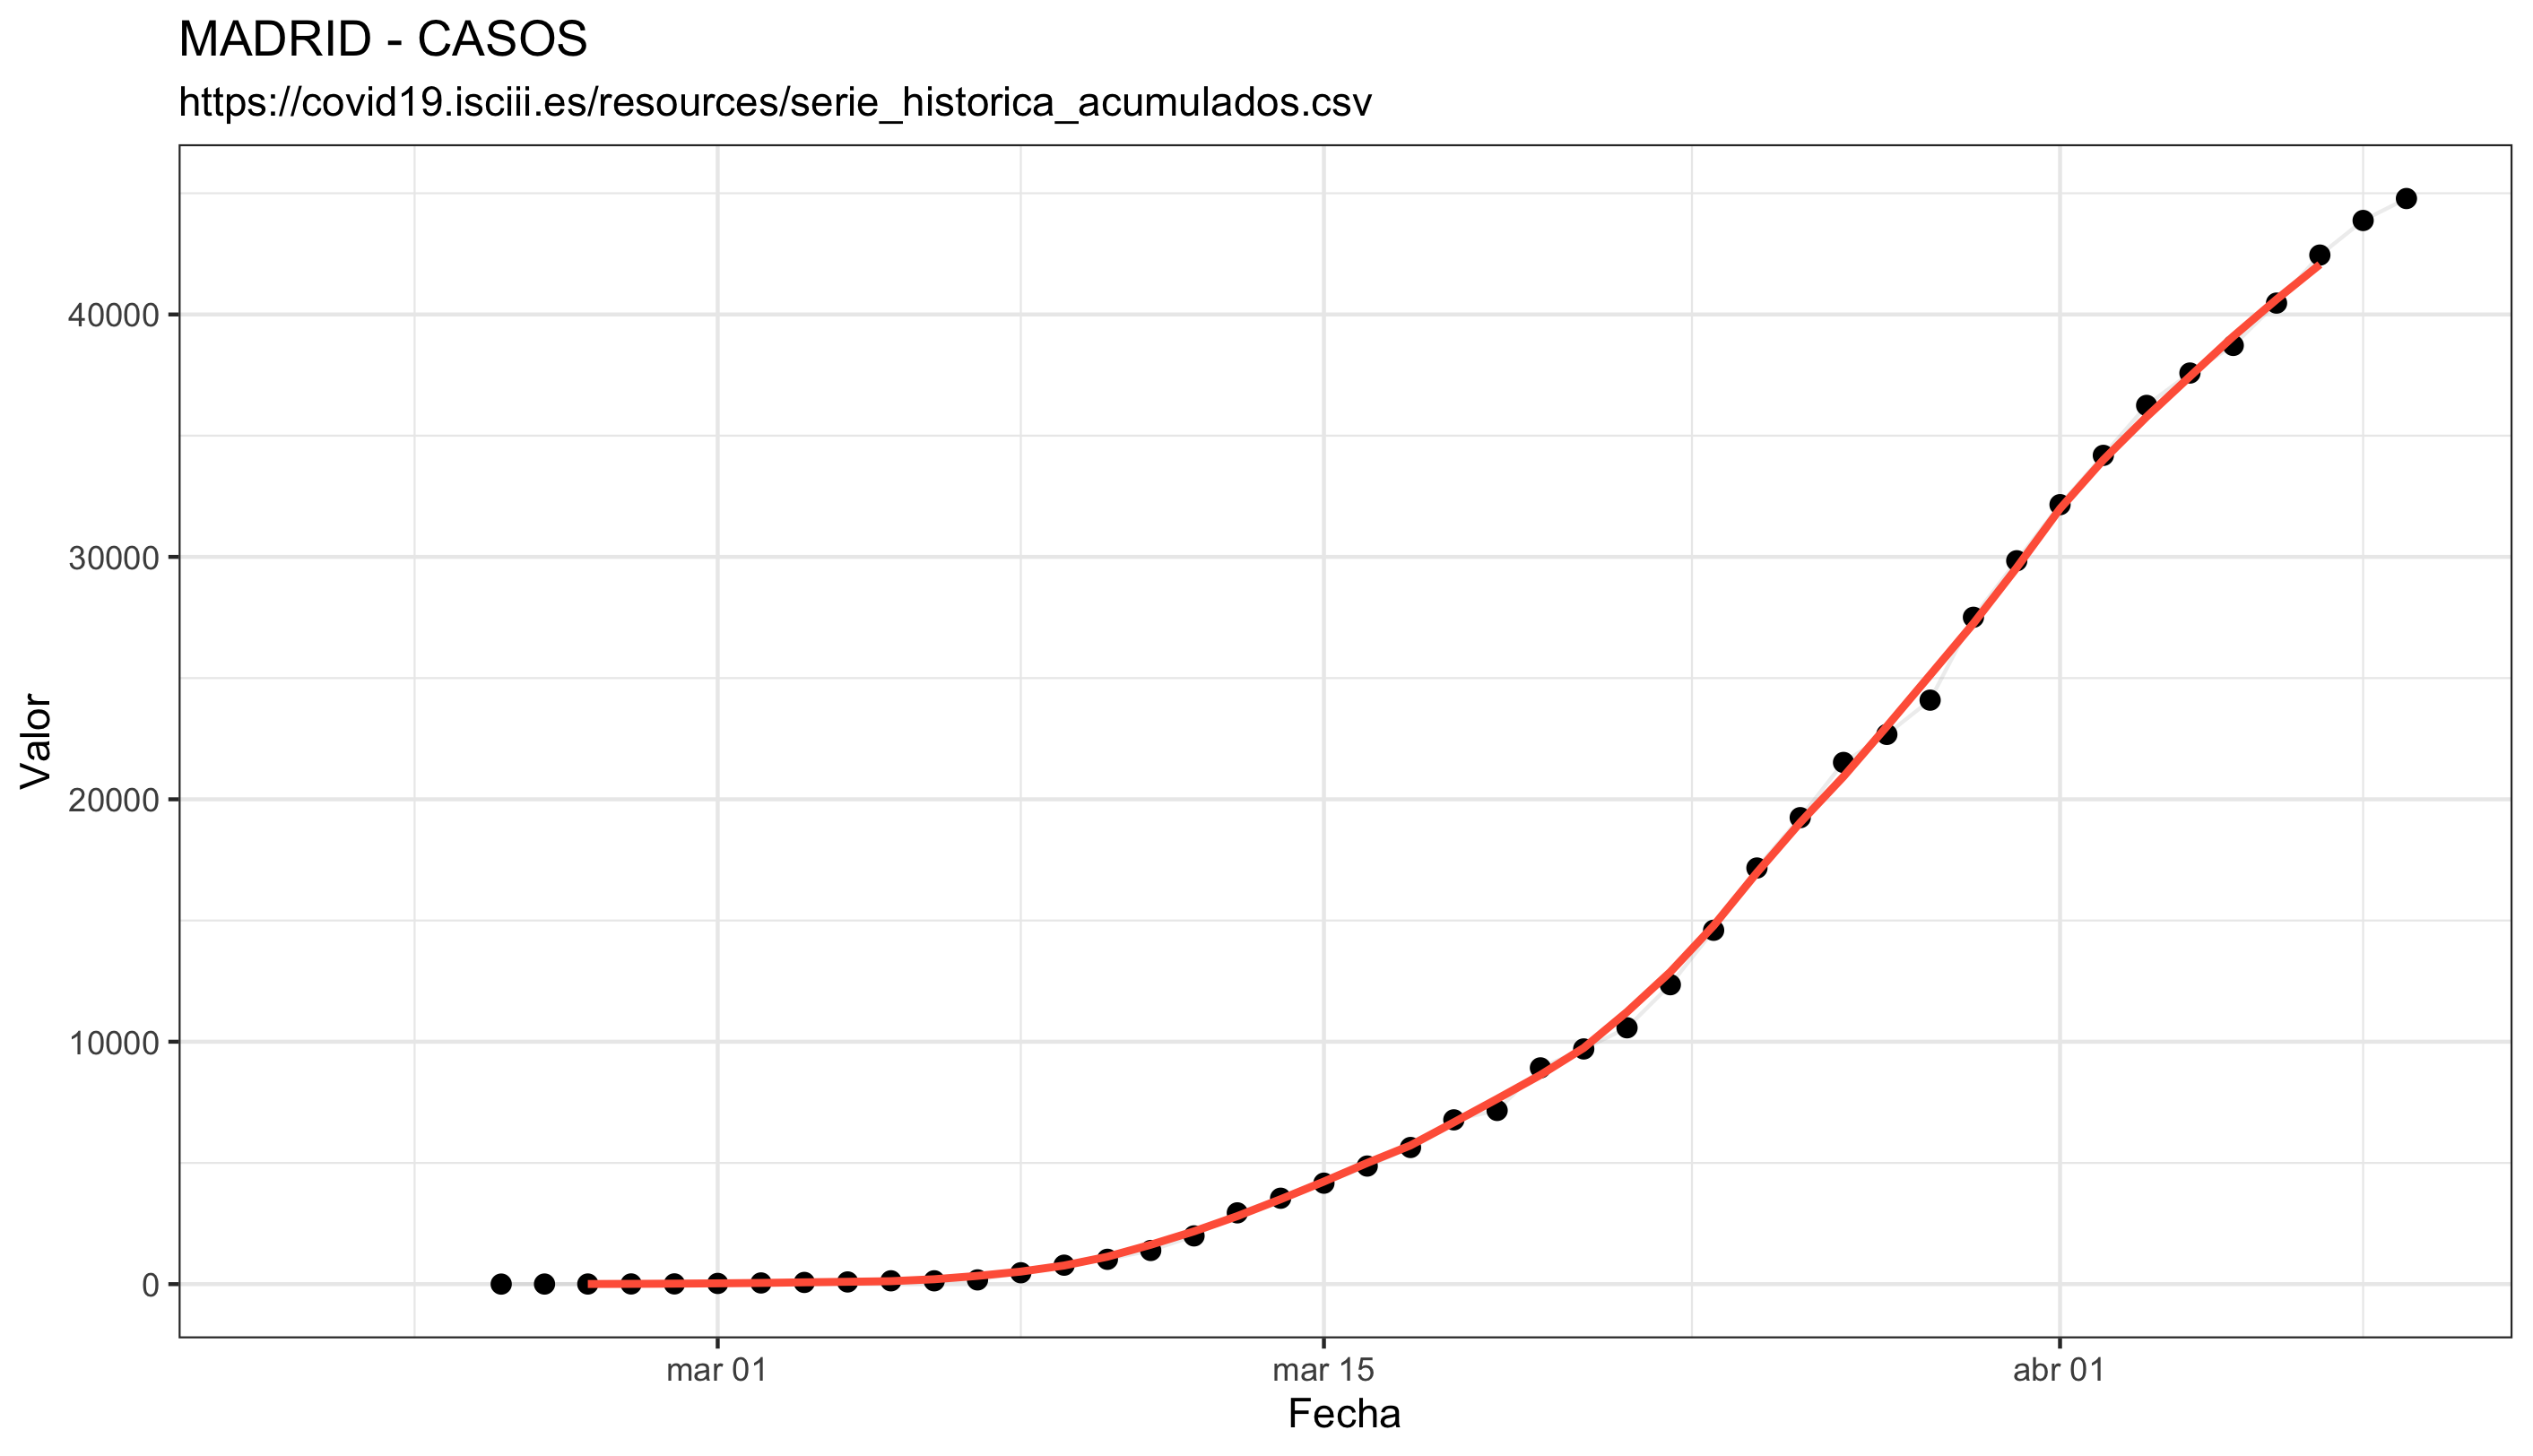 MADRID - CASOS
https://covid19.isciii.es/resources/serie_historica_acumulados.csv
Valor
40000
30000
20000
10000
0
mar 01
mar 15
abr 01
Fecha